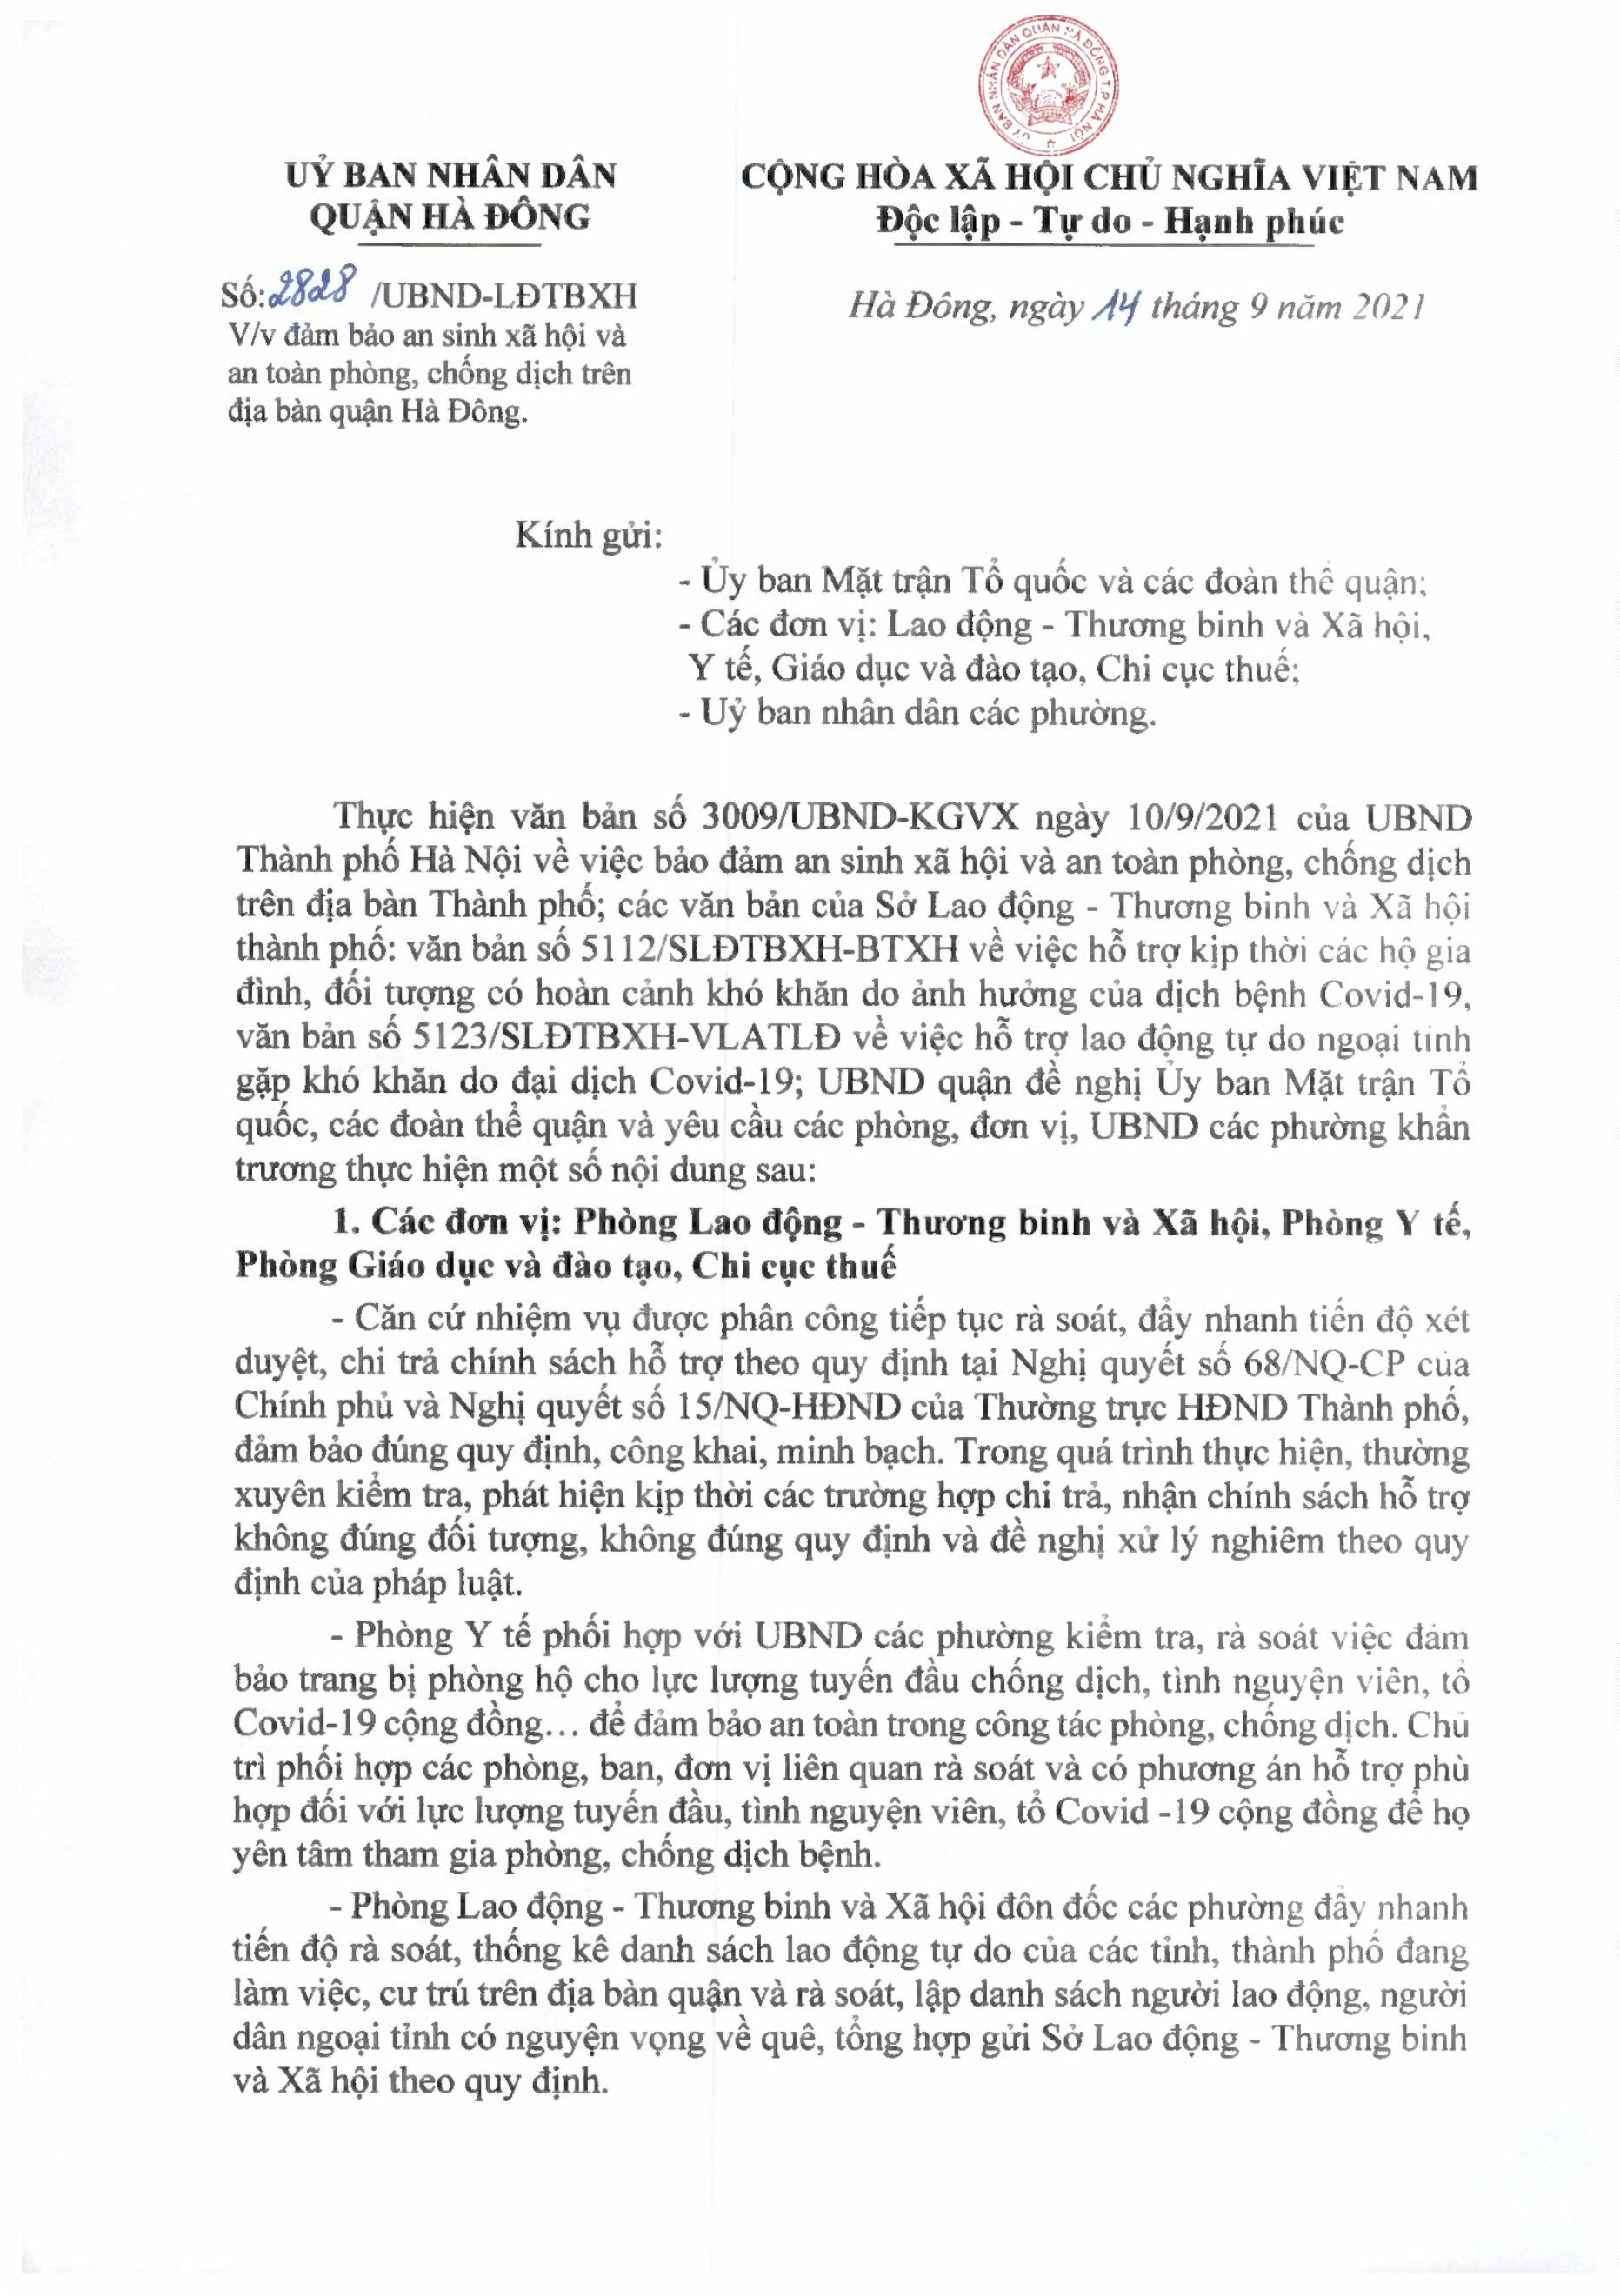 ỦY BAN NHÂN DÂN QUẬN HÀ ĐÔNG T.P HÀ NỘI
UỶ BAN NHÂN DÂN
QUẬN HÀ ĐÔNG
CỘNG HÒA XÃ HỘI CHỦ NGHĨA VIỆT NAM
Độc lập - Tự do - Hạnh phúc
Số: 2828 /UBND-LĐTBXH
V/v đảm bảo an sinh xã hội và
an toàn phòng, chống dịch trên
địa bàn quận Hà Đông.
Hà Đông, ngày 14 tháng 9 năm 2021
Kính gửi:
- Ủy ban Mặt trận Tổ quốc và các đoàn thể quận;
- Các đơn vị: Lao động - Thương binh và Xã hội,
Y tế, Giáo dục và đào tạo, Chi cục thuế;
- Uỷ ban nhân dân các phường.
Thực hiện văn bản số 3009/UBND-KGVX ngày 10/9/2021 của UBND
Thành phố Hà Nội về việc bảo đảm an sinh xã hội và an toàn phòng, chống dịch
trên địa bàn Thành phố; các văn bản của Sở Lao động - Thương binh và Xã hội
thành phố: văn bản số 5112/SLĐTBXH-BTXH về việc hỗ trợ kịp thời các hộ gia
đình, đối tượng có hoàn cảnh khó khăn do ảnh hưởng của dịch bệnh Covid-19,
văn bản số 5123/SLĐTBXH-VLATLĐ về việc hỗ trợ lao động tự do ngoại tỉnh
gặp khó khăn do đại dịch Covid-19; UBND quận đề nghị Ủy ban Mặt trận Tổ
quốc, các đoàn thể quận và yêu cầu các phòng, đơn vị, UBND các phường khẩn
trương thực hiện một số nội dung sau:
1. Các đơn vị: Phòng Lao động - Thương binh và Xã hội, Phòng Y tế,
Phòng Giáo dục và đào tạo, Chi cục thuế
- Căn cứ nhiệm vụ được phân công tiếp tục rà soát, đẩy nhanh tiến độ xét
duyệt, chi trả chính sách hỗ trợ theo quy định tại Nghị quyết số 68/NQ-CP của
Chính phủ và Nghị quyết số 15/NQ-HĐND của Thường trực HĐND Thành phố,
đảm bảo đúng quy định, công khai, minh bạch. Trong quá trình thực hiện, thường
xuyên kiểm tra, phát hiện kịp thời các trường hợp chi trả, nhận chính sách hỗ trợ
không đúng đối tượng, không đúng quy định và đề nghị xử lý nghiêm theo quy
định của pháp luật.
- Phòng Y tế phối hợp với UBND các phường kiểm tra, rà soát việc đảm
bảo trang bị phòng hộ cho lực lượng tuyến đầu chống dịch, tình nguyện viên, tổ
Covid-19 cộng đồng... để đảm bảo an toàn trong công tác phòng, chống dịch. Chủ
trì phối hợp các phòng, ban, đơn vị liên quan rà soát và có phương án hỗ trợ phù
hợp đối với lực lượng tuyến đầu, tình nguyện viên, tổ Covid -19 cộng đồng để họ
yên tâm tham gia phòng, chống dịch bệnh.
- Phòng Lao động - Thương binh và Xã hội đôn đốc các phường đẩy nhanh
tiến độ rà soát, thống kê danh sách lao động tự do của các tỉnh, thành phố đang
làm việc, cư trú trên địa bàn quận và rà soát, lập danh sách người lao động, người
dân ngoại tỉnh có nguyện vọng về quê, tổng hợp gửi Sở Lao động - Thương binh
và Xã hội theo quy định.